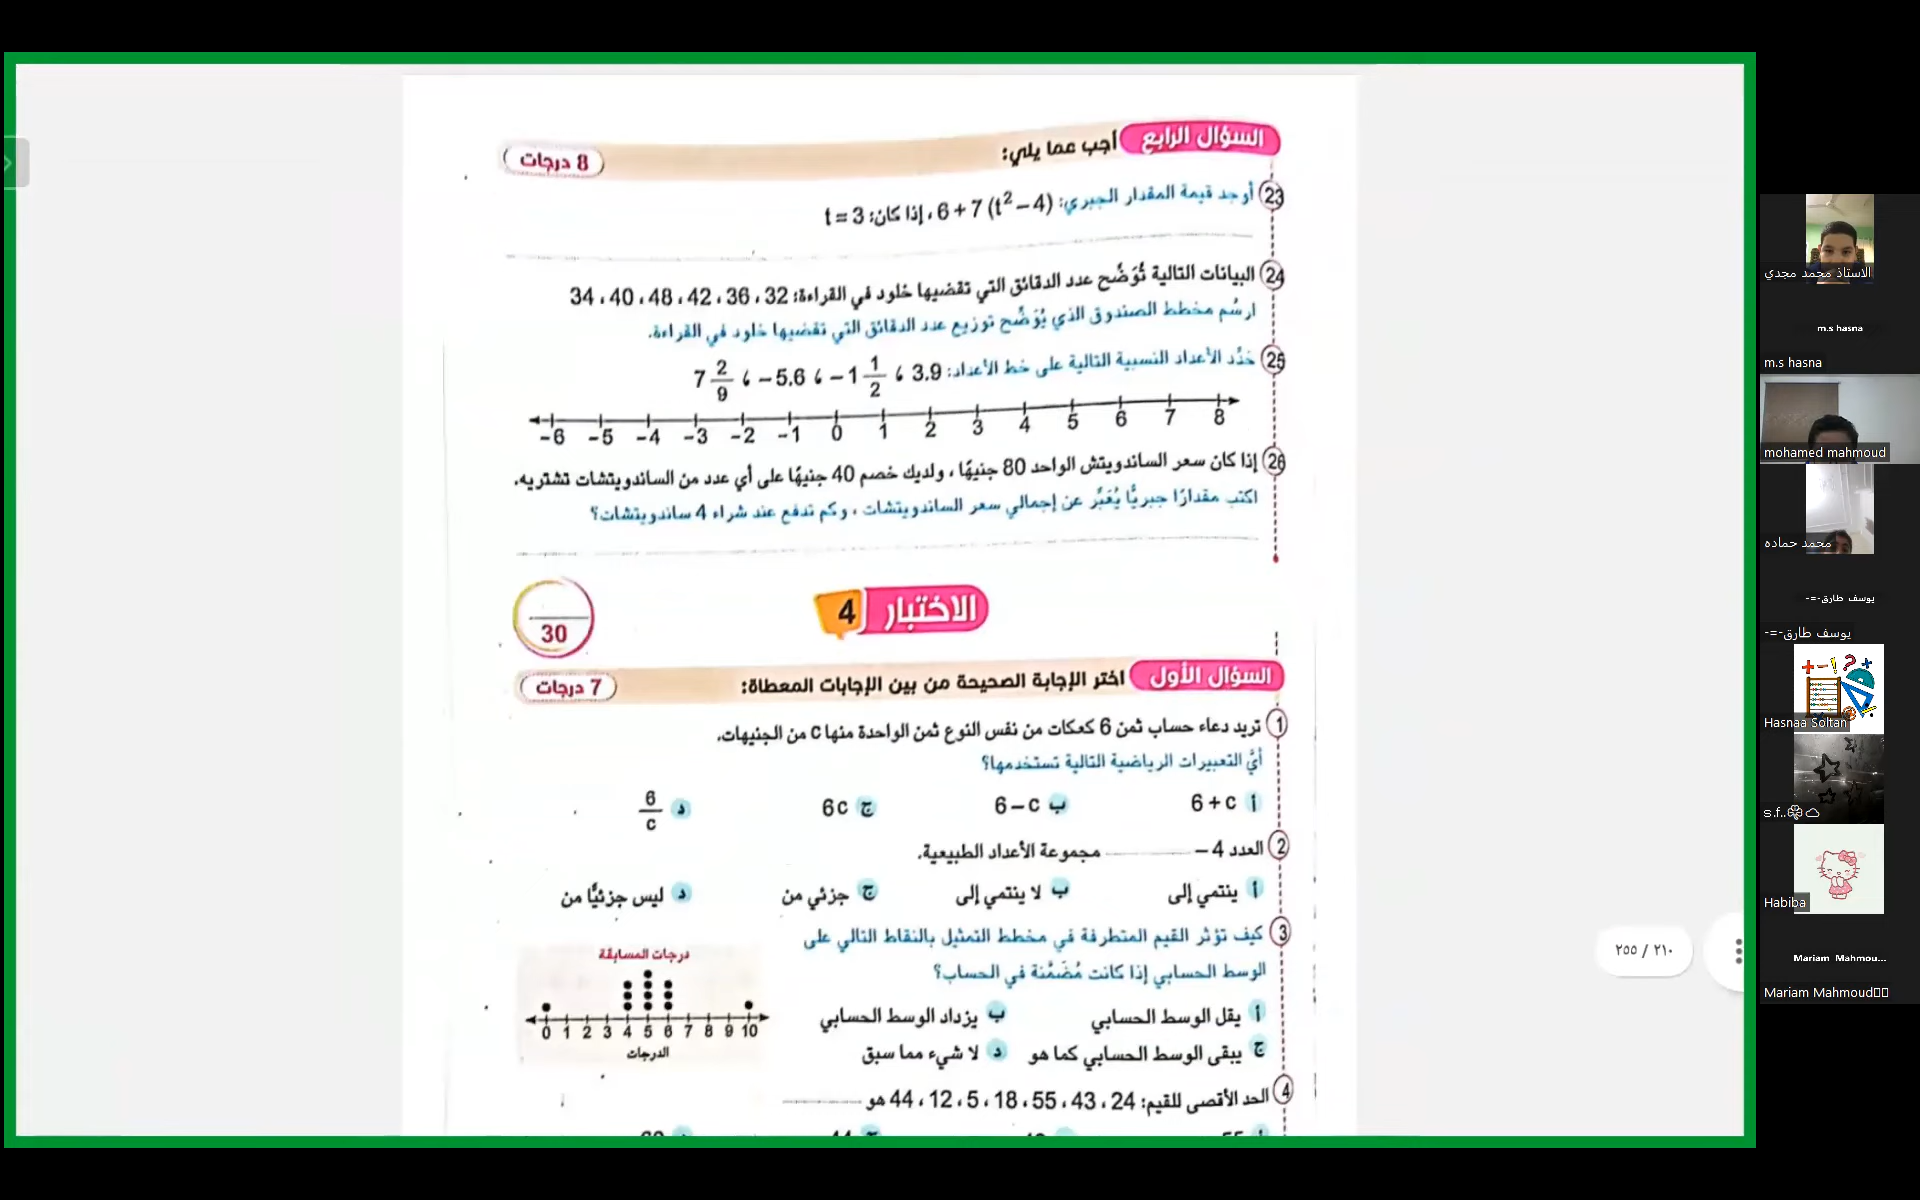 السؤال الرابع أجب عما يلي:
8 درجات
23 أوجد قيمة المقدار الجبري: 6 + 7 (t² – 4) ، إذا كان: t = 3
24 البيانات التالية تُوَضِّح عدد الدقائق التي تقضيها خلود في القراءة: 32 ، 36 ، 42 ، 48 ، 40 ، 34
ارسُم مخطط الصندوق الذي يُوَضِّح توزيع عدد الدقائق التي تقضيها خلود في القراءة.
25 حَدِّد الأعداد النسبية التالية على خط الأعداد: 3.9 ، –1 1/2 ، –5.6 ، 7 2/9
–6 –5 –4 –3 –2 –1 0 1 2 3 4 5 6 7 8
26 إذا كان سعر الساندويتش الواحد 80 جنيهًا ، ولديك خصم 40 جنيهًا على أي عدد من الساندويتشات تشتريه.
اكتب مقدارًا جبريًّا يُعَبِّر عن إجمالي سعر الساندويتشات ، وكم تدفع عند شراء 4 ساندويتشات؟
الاختبار 4
30
السؤال الأول اختر الإجابة الصحيحة من بين الإجابات المعطاة:
7 درجات
1 تريد دعاء حساب ثمن 6 كعكات من نفس النوع ثمن الواحدة منها c من الجنيهات.
أيَّ التعبيرات الرياضية التالية تستخدمها؟
أ 6 + c ب 6 – c ج 6c د 6/c
2 العدد 4 – ............ مجموعة الأعداد الطبيعية.
أ ينتمي إلى ب لا ينتمي إلى ج جزئي من د ليس جزئيًّا من
3 كيف تؤثر القيم المتطرفة في مخطط التمثيل بالنقاط التالي على
الوسط الحسابي إذا كانت مُضَمَّنة في الحساب؟
أ يقل الوسط الحسابي ب يزداد الوسط الحسابي
ج يبقى الوسط الحسابي كما هو د لا شيء مما سبق
درجات المسابقة
0 1 2 3 4 5 6 7 8 9 10
الدرجات
4 الحد الأقصى للقيم: 24 ، 43 ، 55 ، 18 ، 5 ، 12 ، 44 هو ............
٢١٠ / ٢٥٥
الاستاذ محمد مجدي
m.s hasna
m.s hasna
mohamed mahmoud
محمد حماده
يوسف طارق-=-
يوسف طارق-=-
Hasnaa Soltan
s.f..
Habiba
Mariam Mahmou...
Mariam Mahmoud